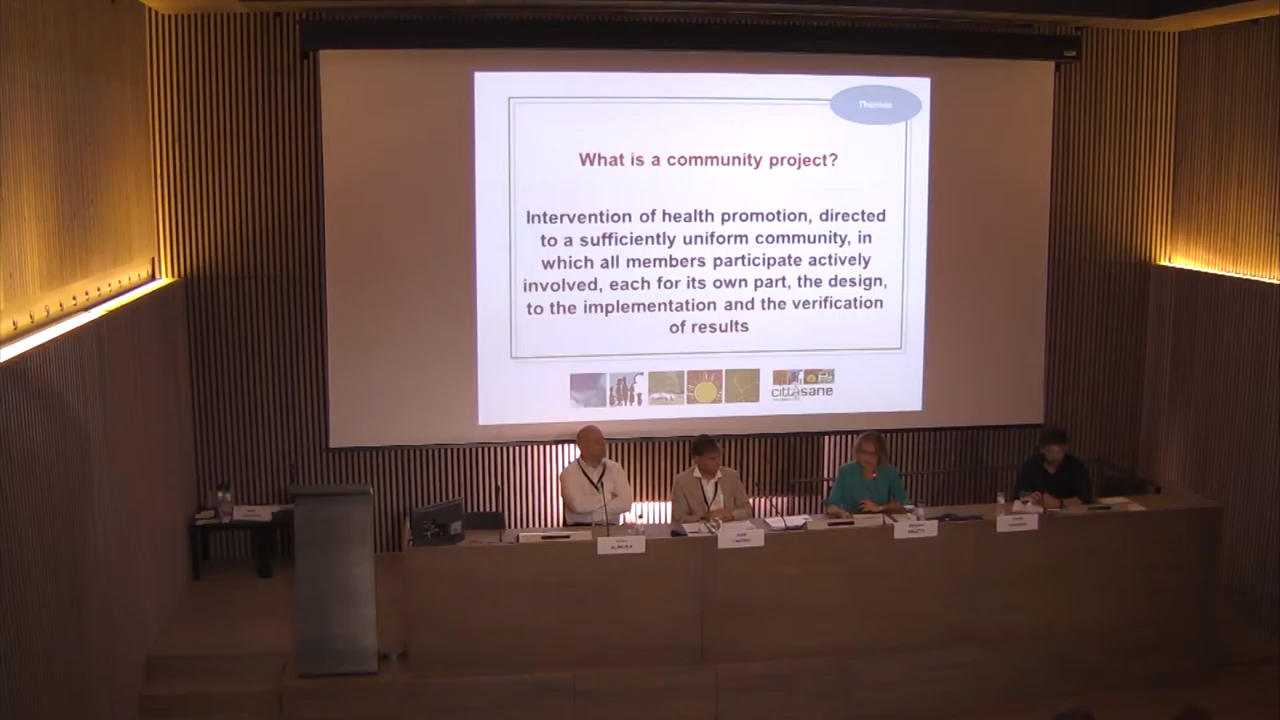 Themes
What is a community project?
Intervention of health promotion, directed
to a sufficiently uniform community, in
which all members participate actively
involved, each for its own part, the design,
to the implementation and the verification
of results
cittàsane